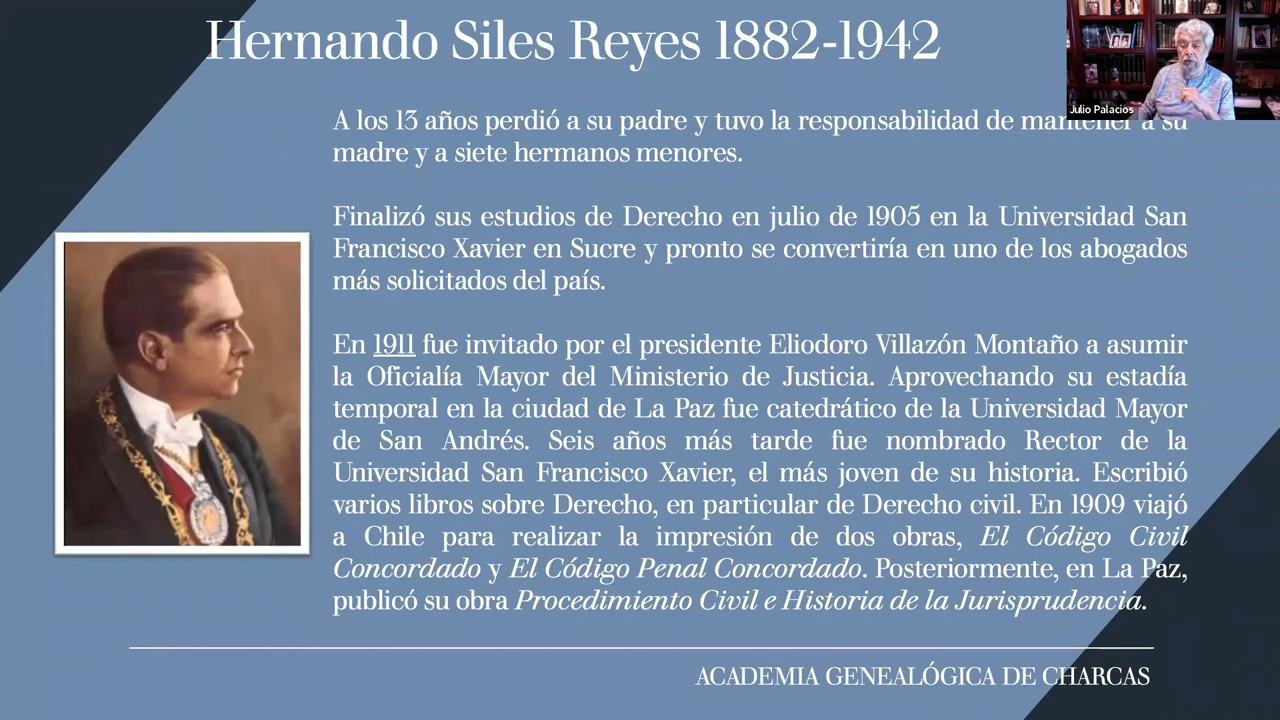 Hernando Siles Reyes 1882-1942
Julio Palacios
A los 13 años perdió a su padre y tuvo la responsabilidad de mantener a su
madre y a siete hermanos menores.
Finalizó sus estudios de Derecho en julio de 1905 en la Universidad San
Francisco Xavier en Sucre y pronto se convertiría en uno de los abogados
más solicitados del país.
En 1911 fue invitado por el presidente Eliodoro Villazón Montaño a asumir
la Oficialía Mayor del Ministerio de Justicia. Aprovechando su estadía
temporal en la ciudad de La Paz fue catedrático de la Universidad Mayor
de San Andrés. Seis años más tarde fue nombrado Rector de la
Universidad San Francisco Xavier, el más joven de su historia. Escribió
varios libros sobre Derecho, en particular de Derecho civil. En 1909 viajó
a Chile para realizar la impresión de dos obras, El Código Civil
Concordado y El Código Penal Concordado. Posteriormente, en La Paz,
publicó su obra Procedimiento Civil e Historia de la Jurisprudencia.
ACADEMIA GENEALÓGICA DE CHARCAS